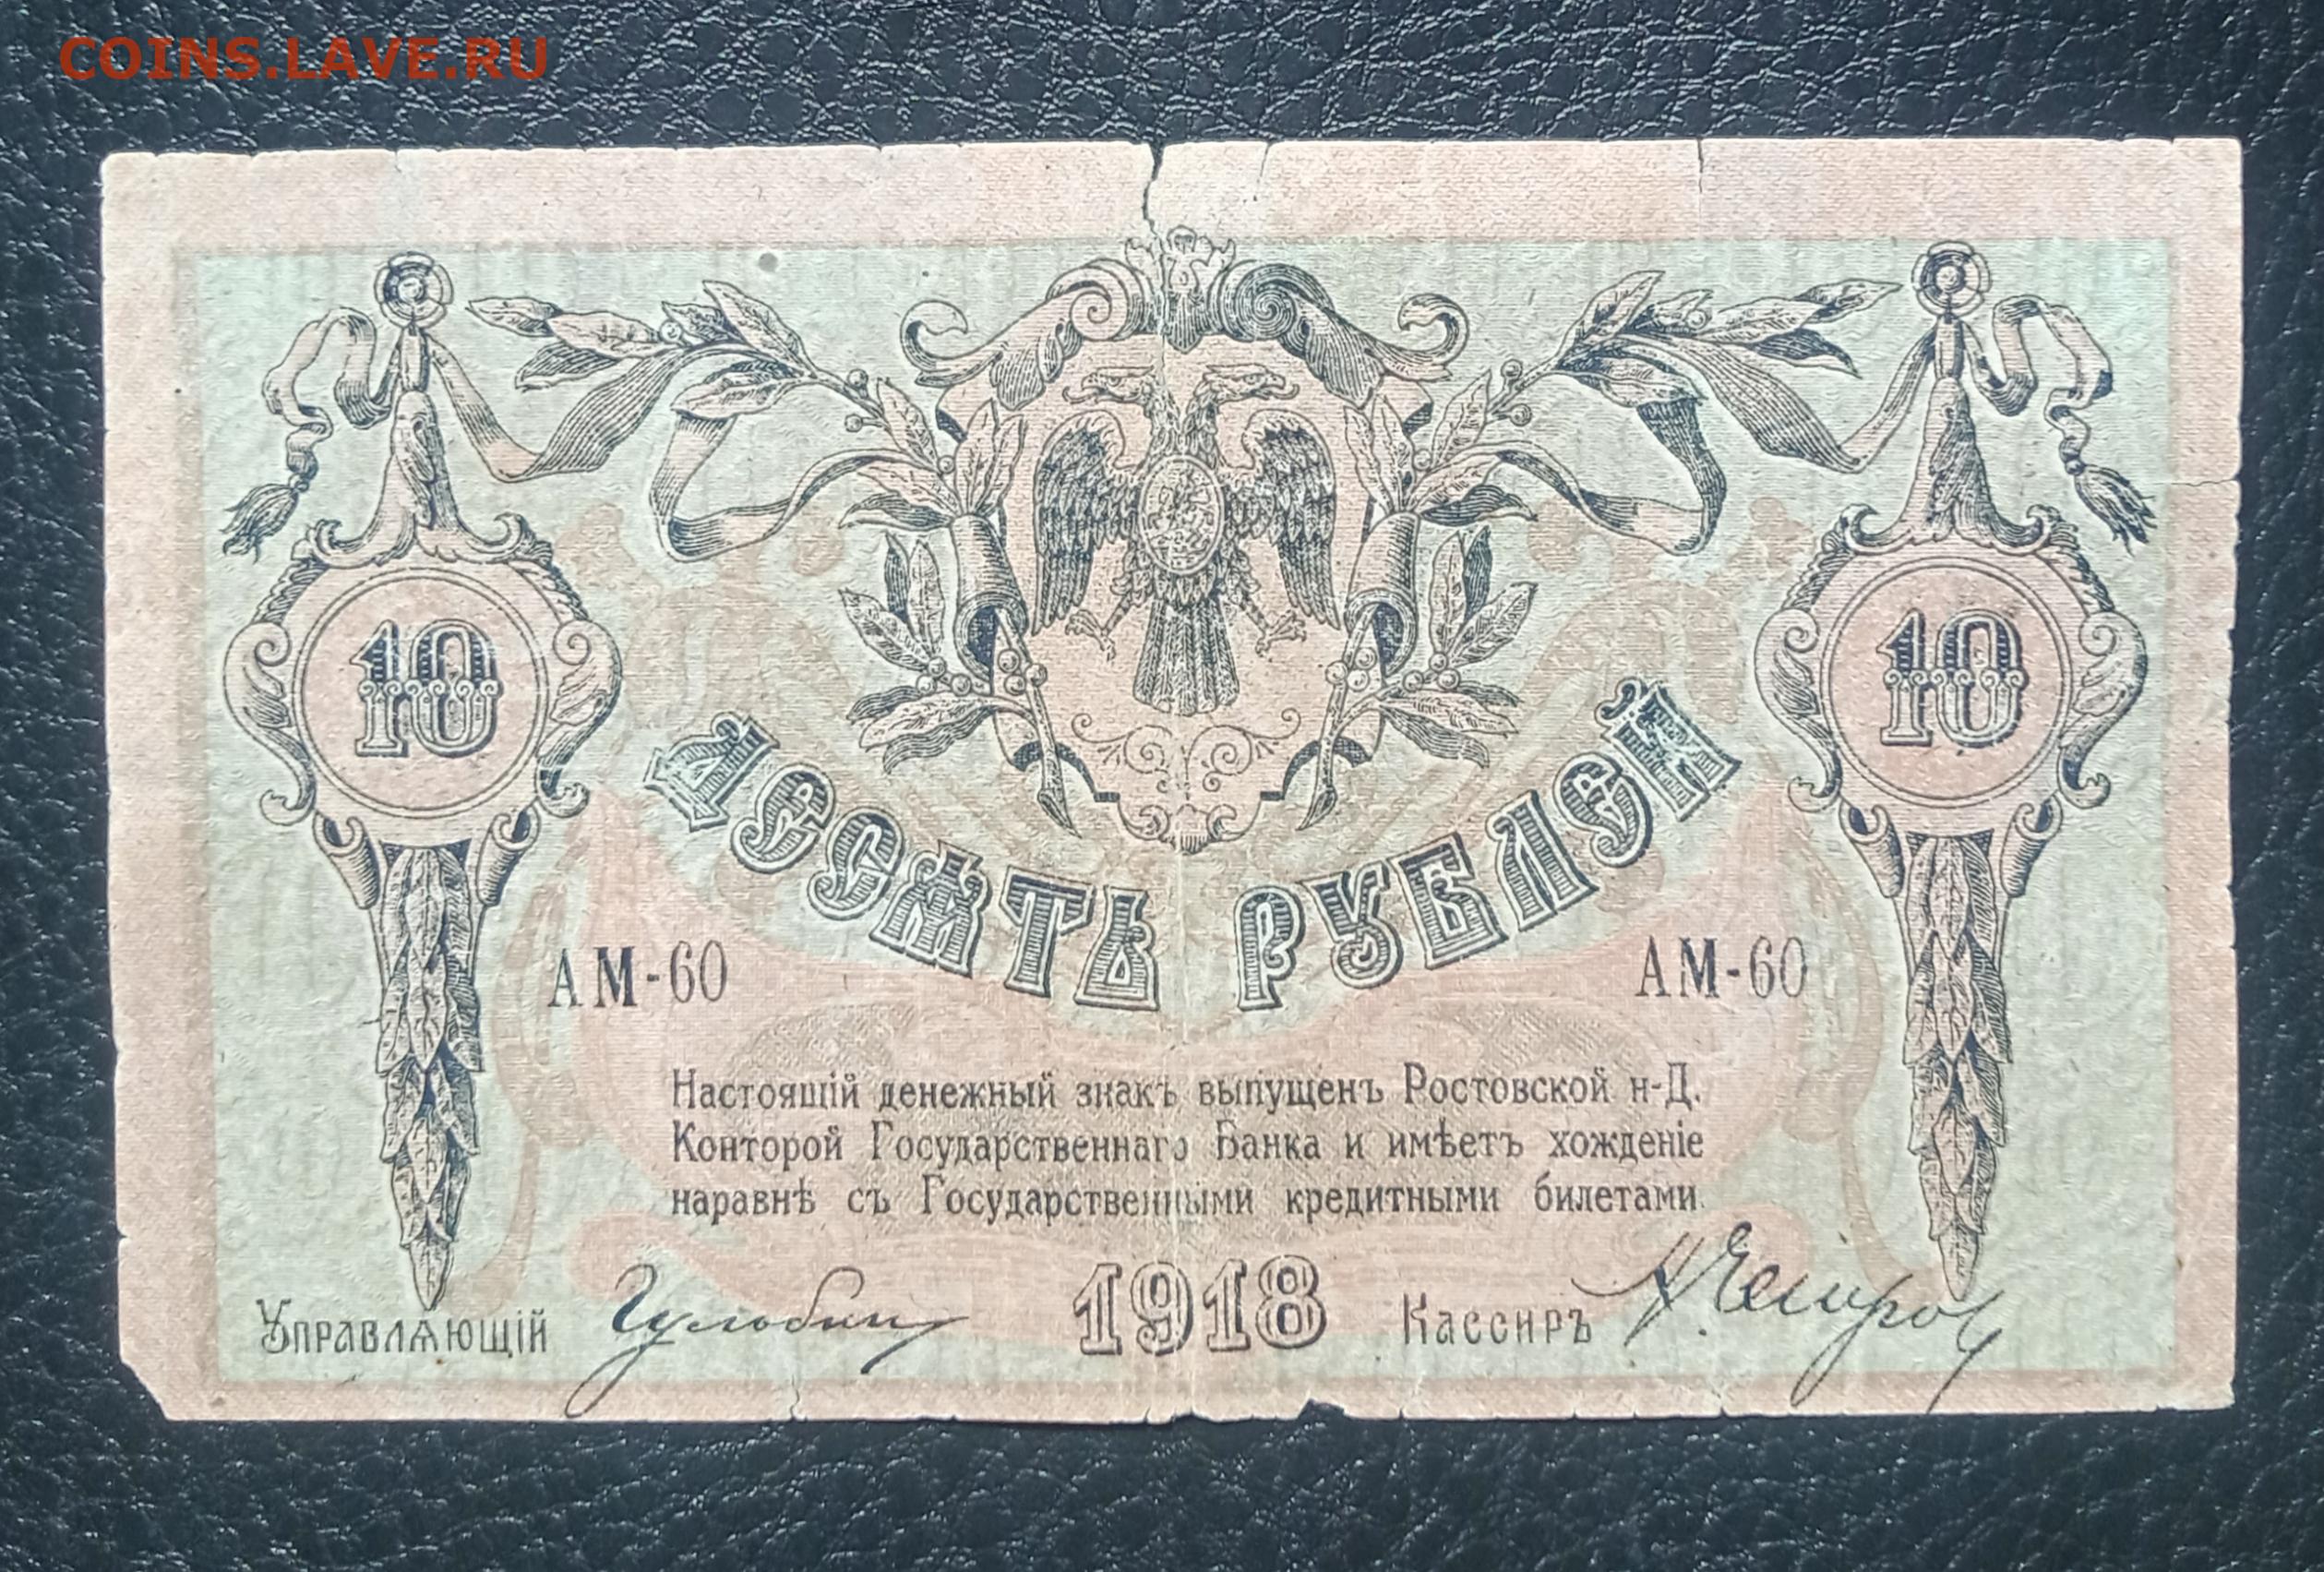 COINS.LAVE.RU
10
10
ДЕСЯТЬ РУБЛЕЙ
АМ-60
АМ-60
Настоящій денежный знакъ выпущенъ Ростовской н-Д.
Конторой Государственнаго Банка и имѣетъ хожденіе
наравнѣ съ Государственными кредитными билетами.
Управляющій 1918 Кассиръ